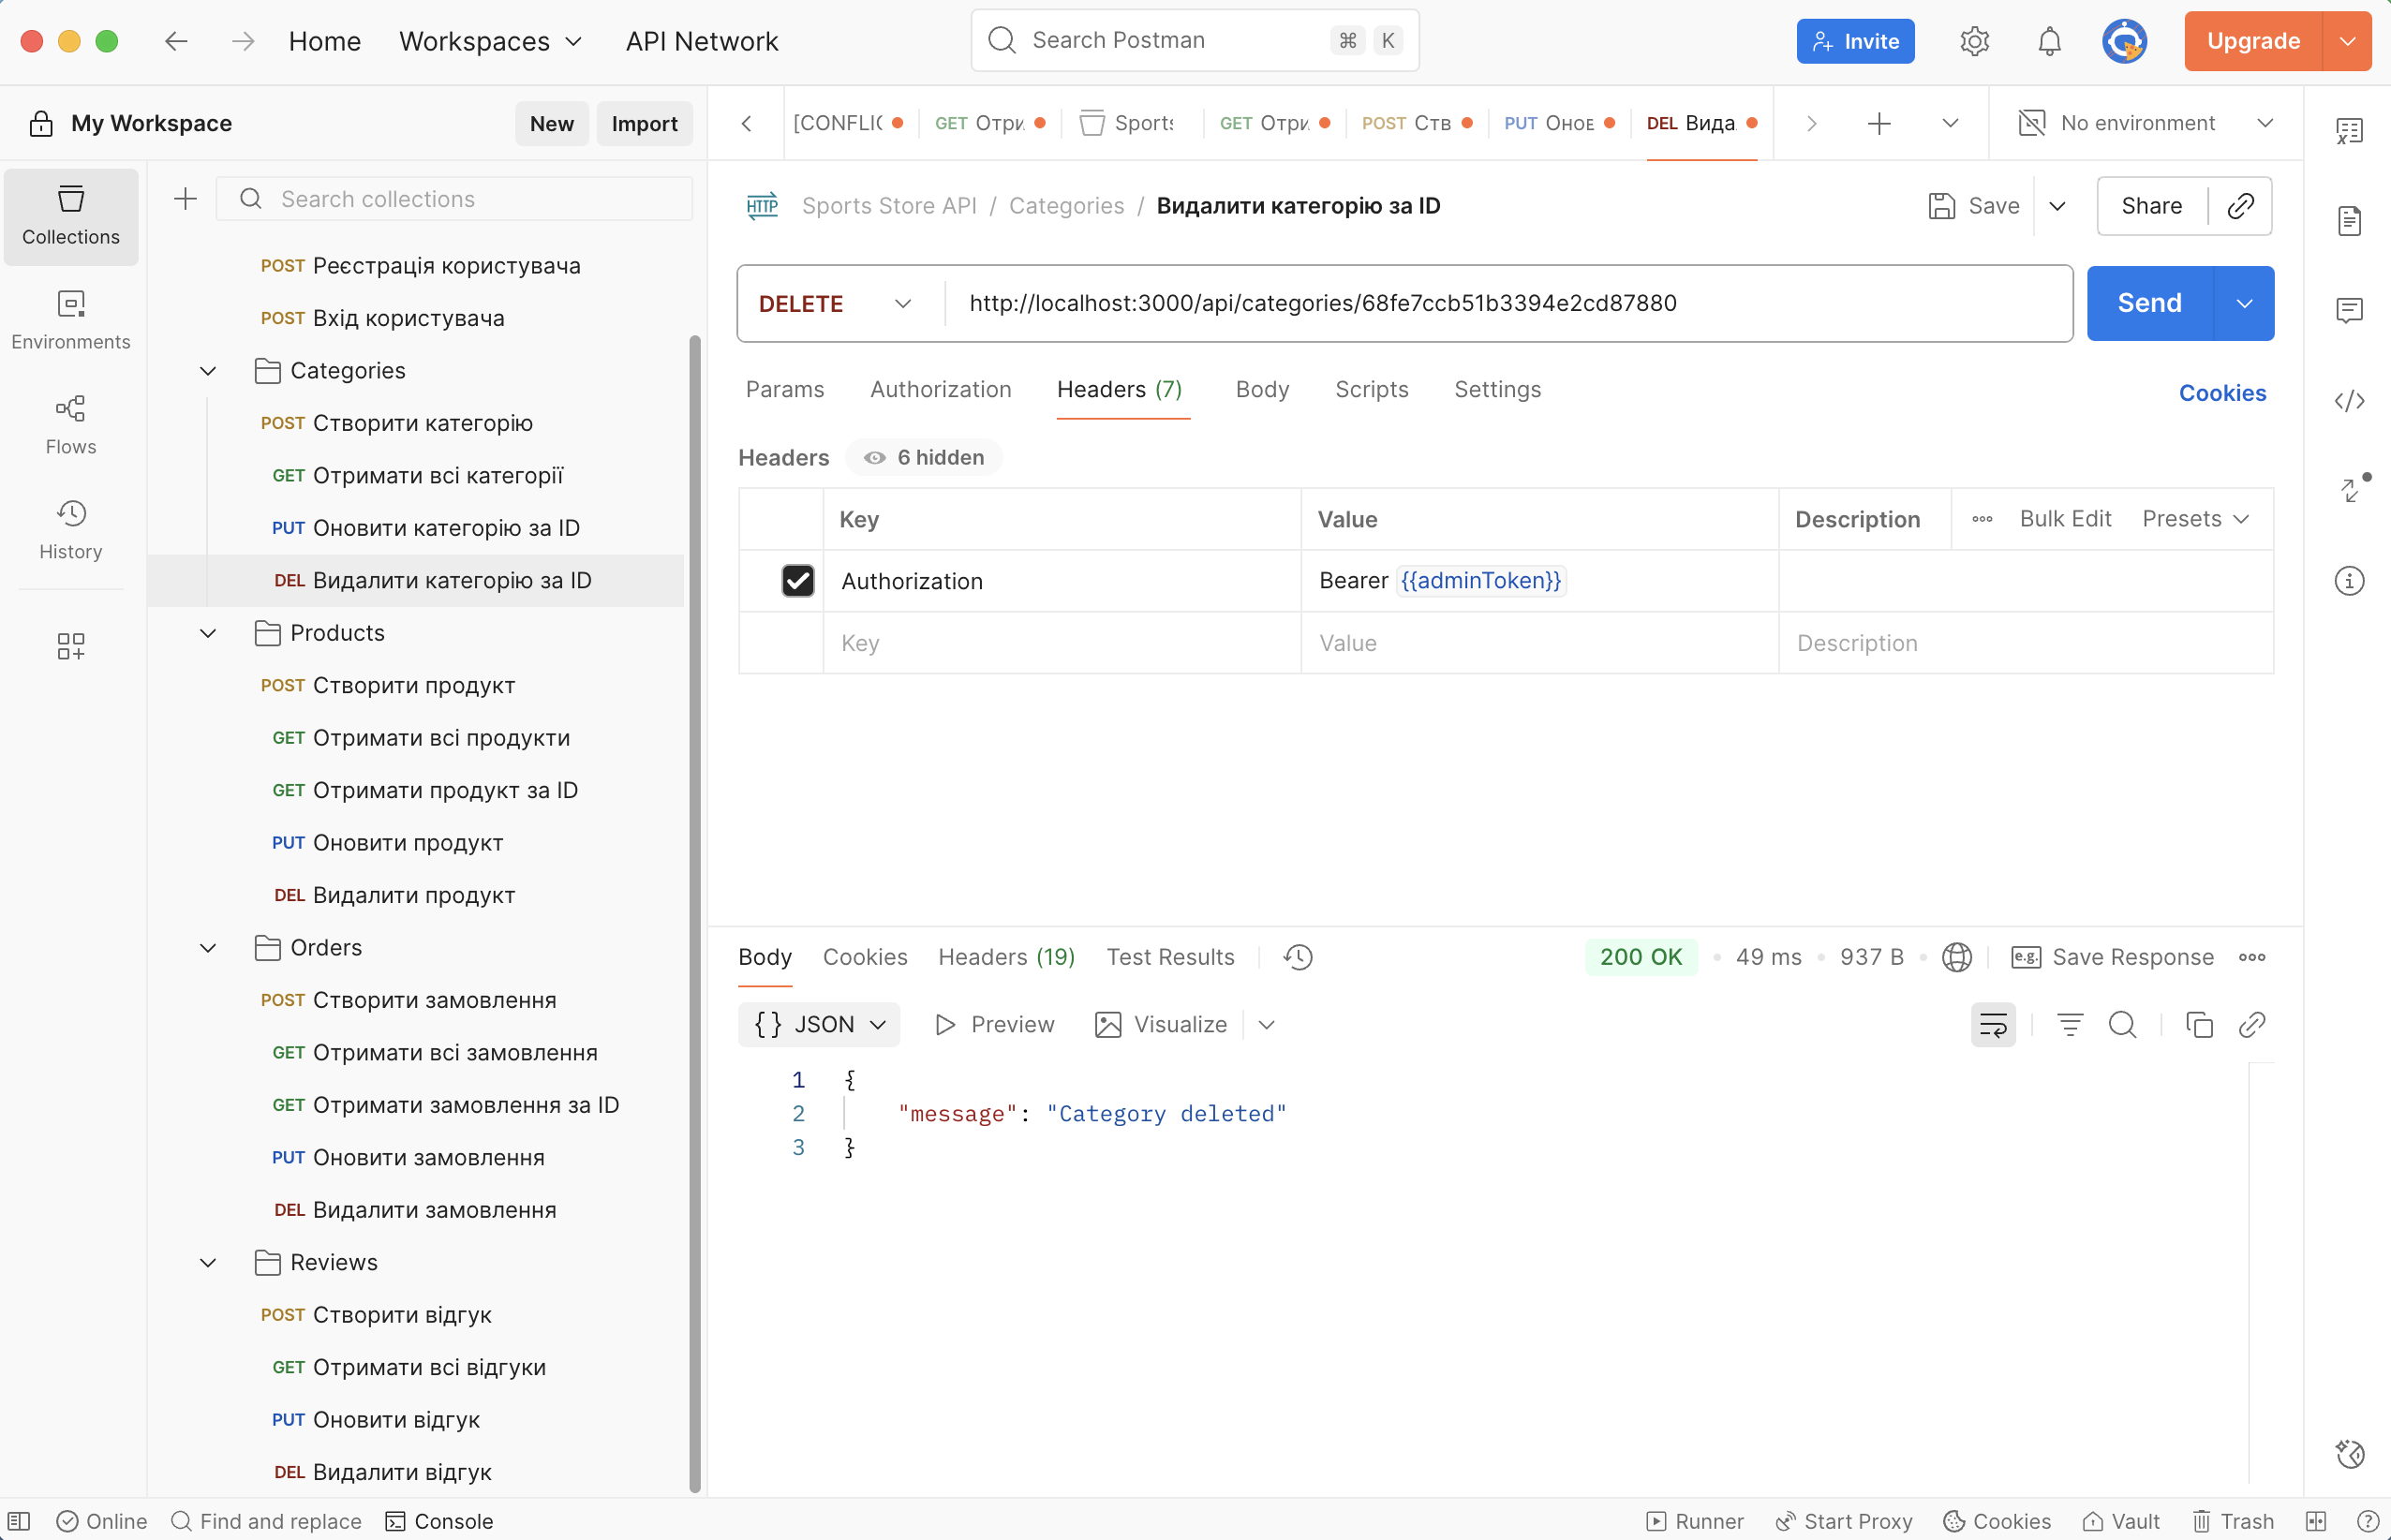 Home
Workspaces
API Network
Search Postman
⌘ K
Invite
Upgrade
My Workspace
New
Import
[CONFLIC
GET Отри
Sports
GET Отри
POST Ств
PUT Онов
DEL Вида
No environment
Collections
Environments
Flows
History
Search collections
POST Реєстрація користувача
POST Вхід користувача
Categories
POST Створити категорію
GET Отримати всі категорії
PUT Оновити категорію за ID
DEL Видалити категорію за ID
Products
POST Створити продукт
GET Отримати всі продукти
GET Отримати продукт за ID
PUT Оновити продукт
DEL Видалити продукт
Orders
POST Створити замовлення
GET Отримати всі замовлення
GET Отримати замовлення за ID
PUT Оновити замовлення
DEL Видалити замовлення
Reviews
POST Створити відгук
GET Отримати всі відгуки
PUT Оновити відгук
DEL Видалити відгук
HTTP Sports Store API / Categories / Видалити категорію за ID
Save
Share
DELETE
http://localhost:3000/api/categories/68fe7ccb51b3394e2cd87880
Send
Params
Authorization
Headers (7)
Body
Scripts
Settings
Cookies
Headers
6 hidden
Key
Value
Description
Bulk Edit
Presets
Authorization
Bearer {{adminToken}}
Key
Value
Description
Body
Cookies
Headers (19)
Test Results
200 OK
49 ms
937 B
e.g. Save Response
{} JSON
Preview
Visualize
1 {
2 "message": "Category deleted"
3 }
Online
Find and replace
Console
Runner
Start Proxy
Cookies
Vault
Trash